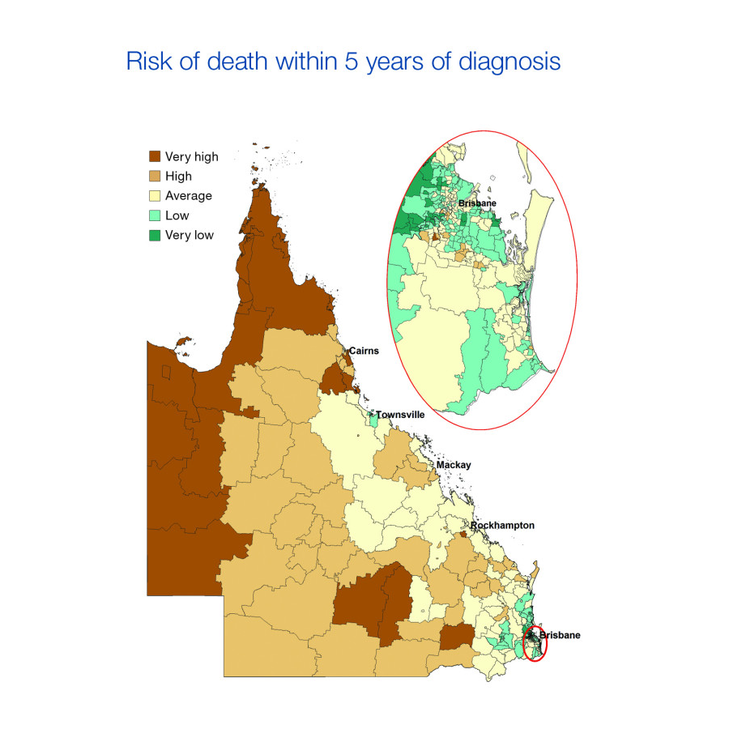 Risk of death within 5 years of diagnosis
Very high
High
Average
Low
Very low
Brisbane
Cairns
Townsville
Mackay
Rockhampton
Brisbane